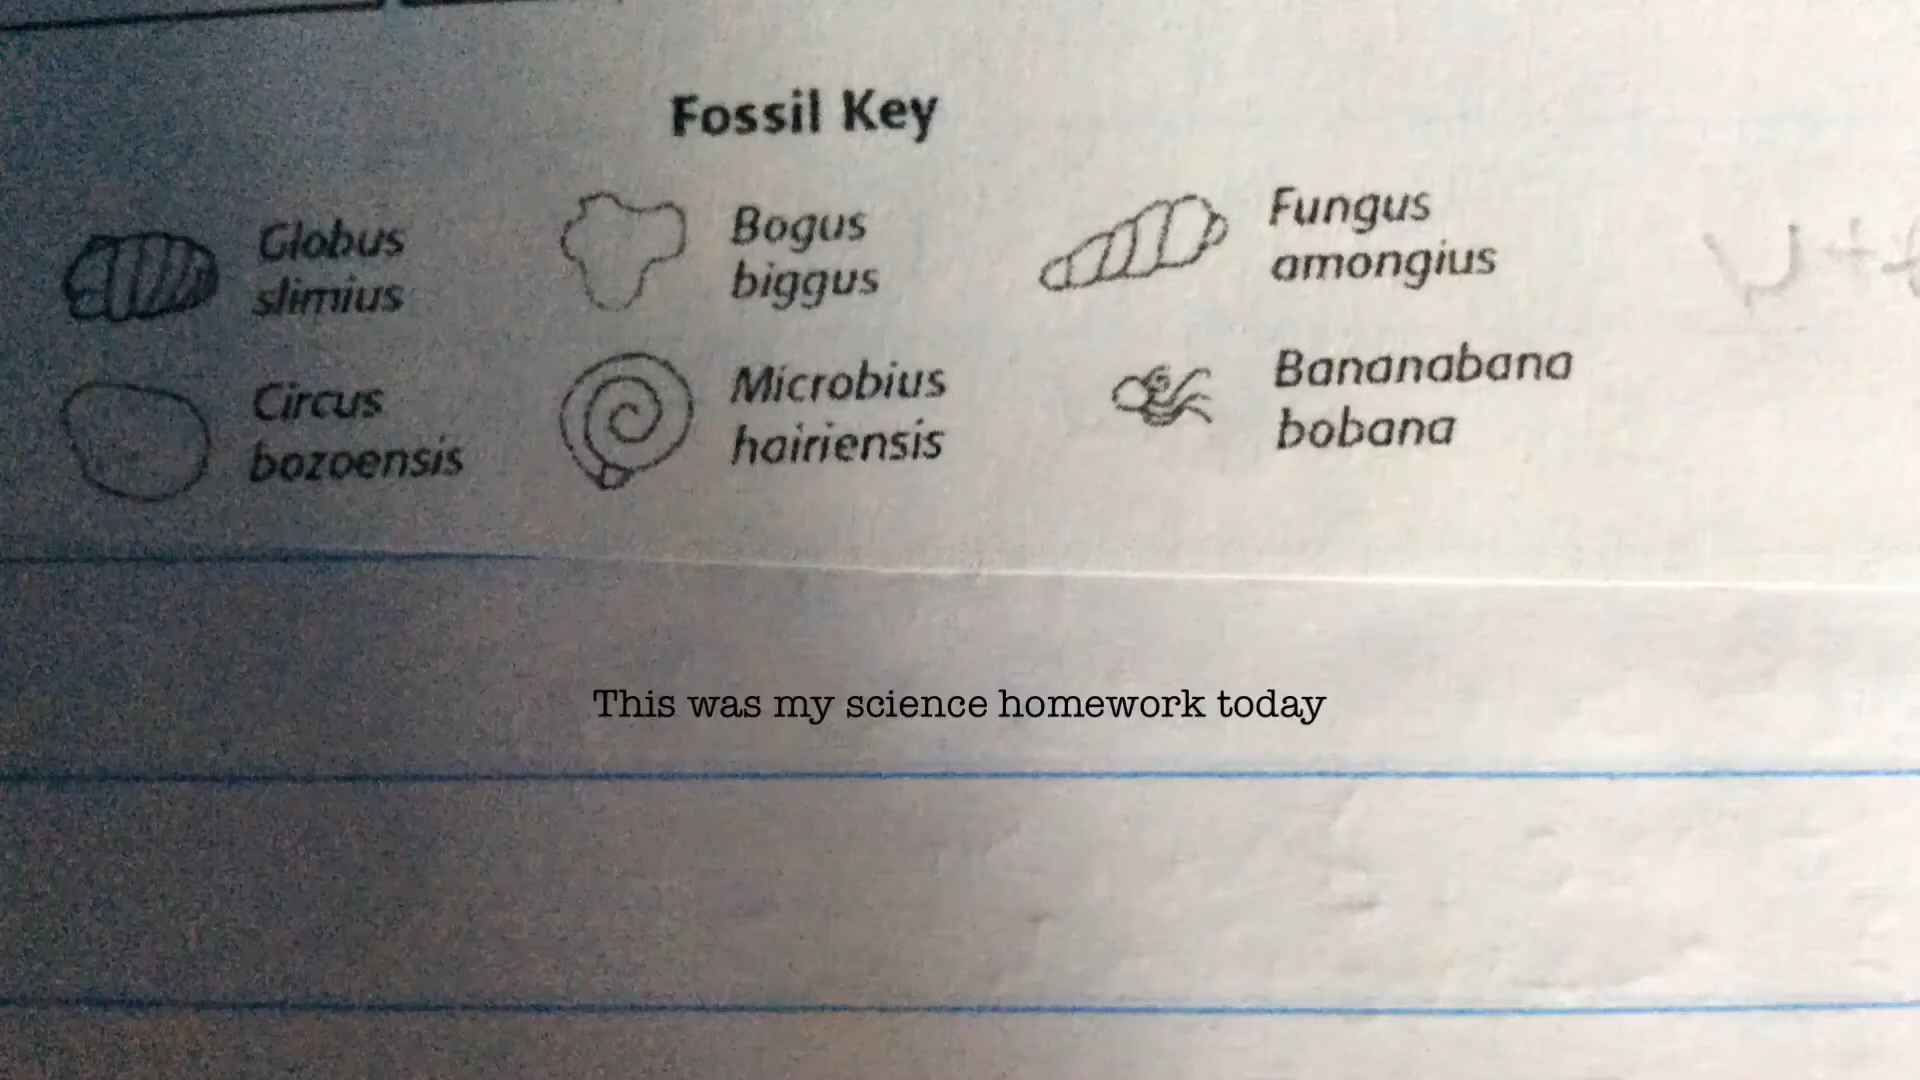 Fossil Key
Globus
slimius
Bogus
biggus
Fungus
amongius
Circus
bozoensis
Microbius
hairiensis
Bananabana
bobana
This was my science homework today